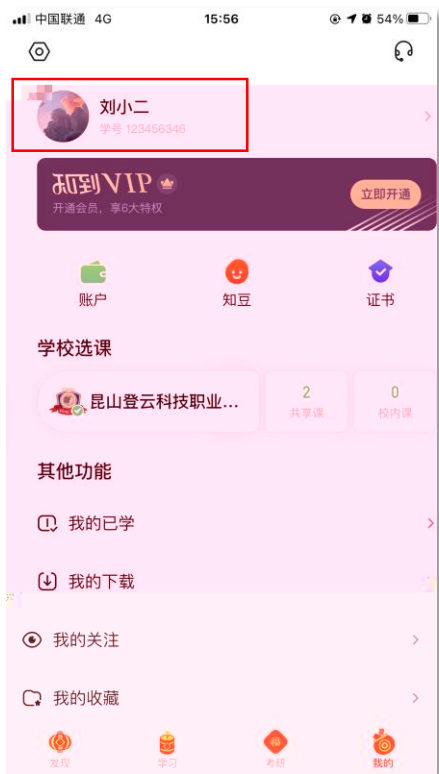 中国联通 4G 15:56 54%
刘小二
学号 123456346
知到VIP
开通会员，享6大特权
立即开通
账户 知豆 证书
学校选课
昆山登云科技职业...
2
共享课
0
校内课
其他功能
我的已学
我的下载
我的关注
我的收藏
发现 学习 考研 我的